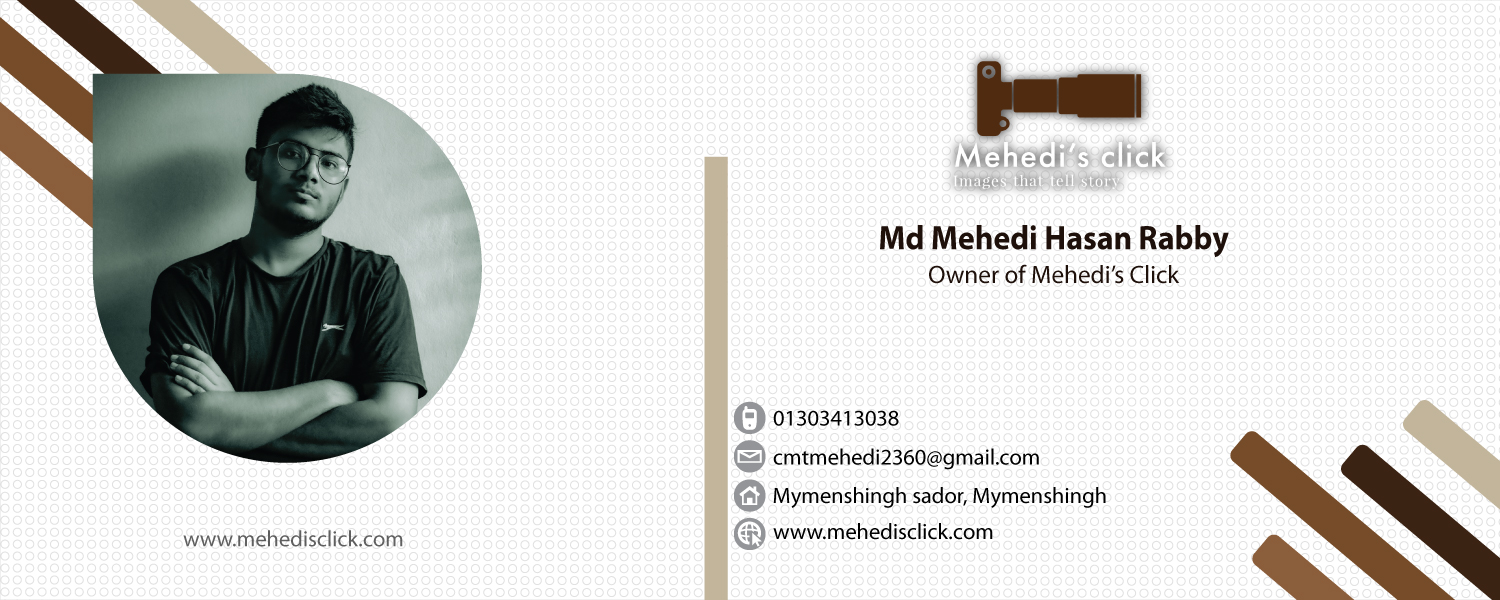 www.mehedisclick.com
Mehedi's click
Images that tell story
Md Mehedi Hasan Rabby
Owner of Mehedi's Click
01303413038
cmtmehedi2360@gmail.com
Mymenshingh sador, Mymenshingh
www.mehedisclick.com